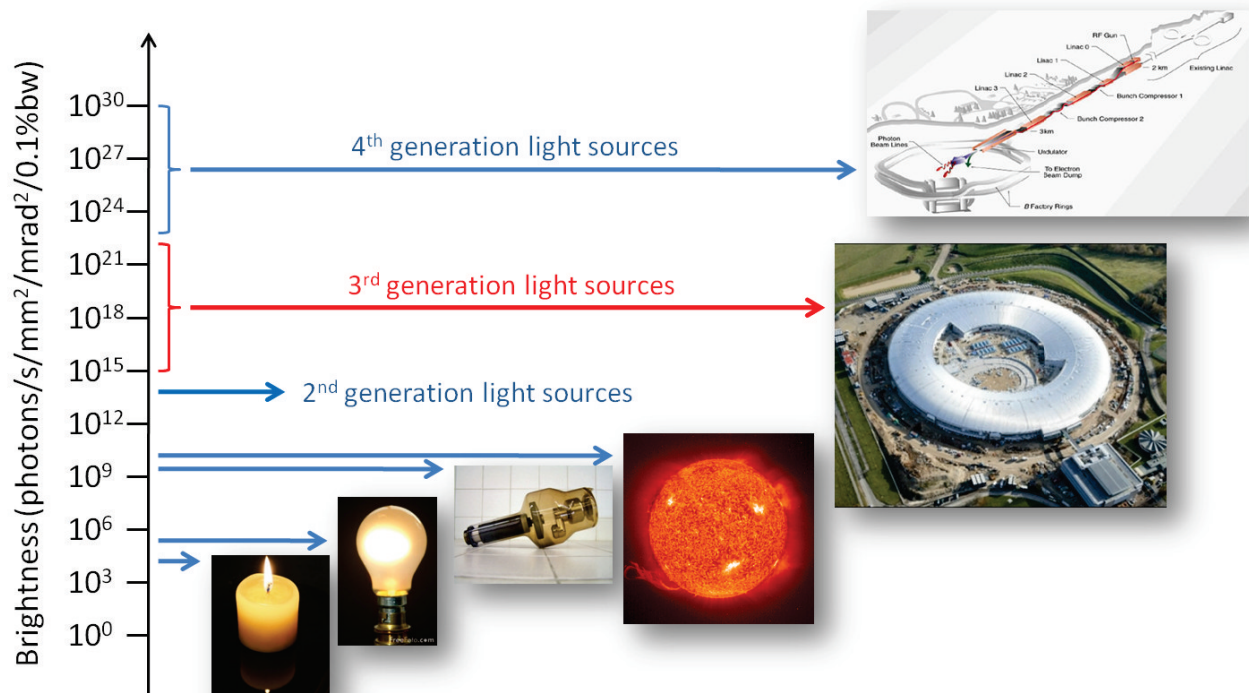 Brightness (photons/s/mm²/mrad²/0.1%bw)
10³⁰
10²⁷
10²⁴
10²¹
10¹⁸
10¹⁵
10¹²
10⁹
10⁶
10³
10⁰
4ᵗʰ generation light sources
3ʳᵈ generation light sources
2ⁿᵈ generation light sources
RF Gun
Linac 0
Linac 1
Linac 2
Linac 3
2 km
Existing Linac
Bunch Compressor 1
Bunch Compressor 2
3km
Photon
Beam Lines
Undulator
To Electron
Beam Dump
B Factory Rings